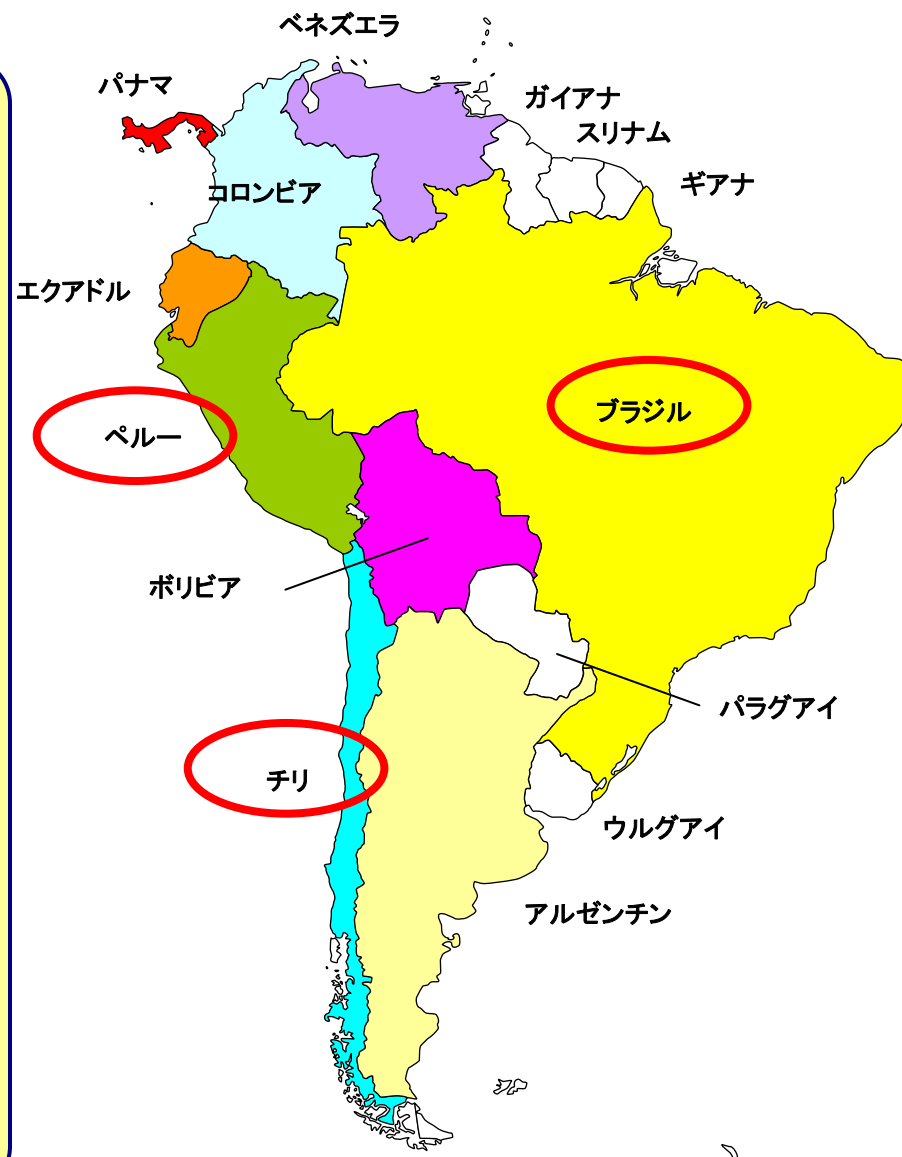 ベネズエラ
パナマ
ガイアナ
スリナム
ギアナ
コロンビア
エクアドル
ブラジル
ペルー
ボリビア
パラグアイ
チリ
ウルグアイ
アルゼンチン